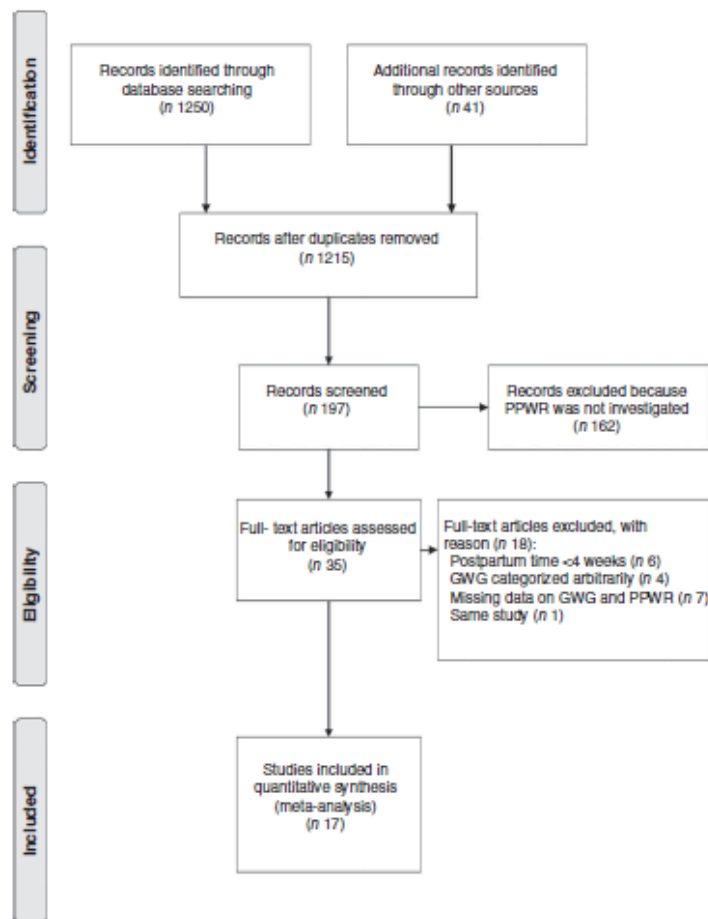 Identification
Records identified through
database searching
(n 1250)
Additional records identified
through other sources
(n 41)
Records after duplicates removed
(n 1215)
Screening
Records screened
(n 197)
Records excluded because
PPWR was not investigated
(n 162)
Eligibility
Full- text articles assessed
for eligibility
(n 35)
Full-text articles excluded, with
reason (n 18):
Postpartum time <4 weeks (n 6)
GWG categorized arbitrarily (n 4)
Missing data on GWG and PPWR (n 7)
Same study (n 1)
Included
Studies included in
quantitative synthesis
(meta-analysis)
(n 17)